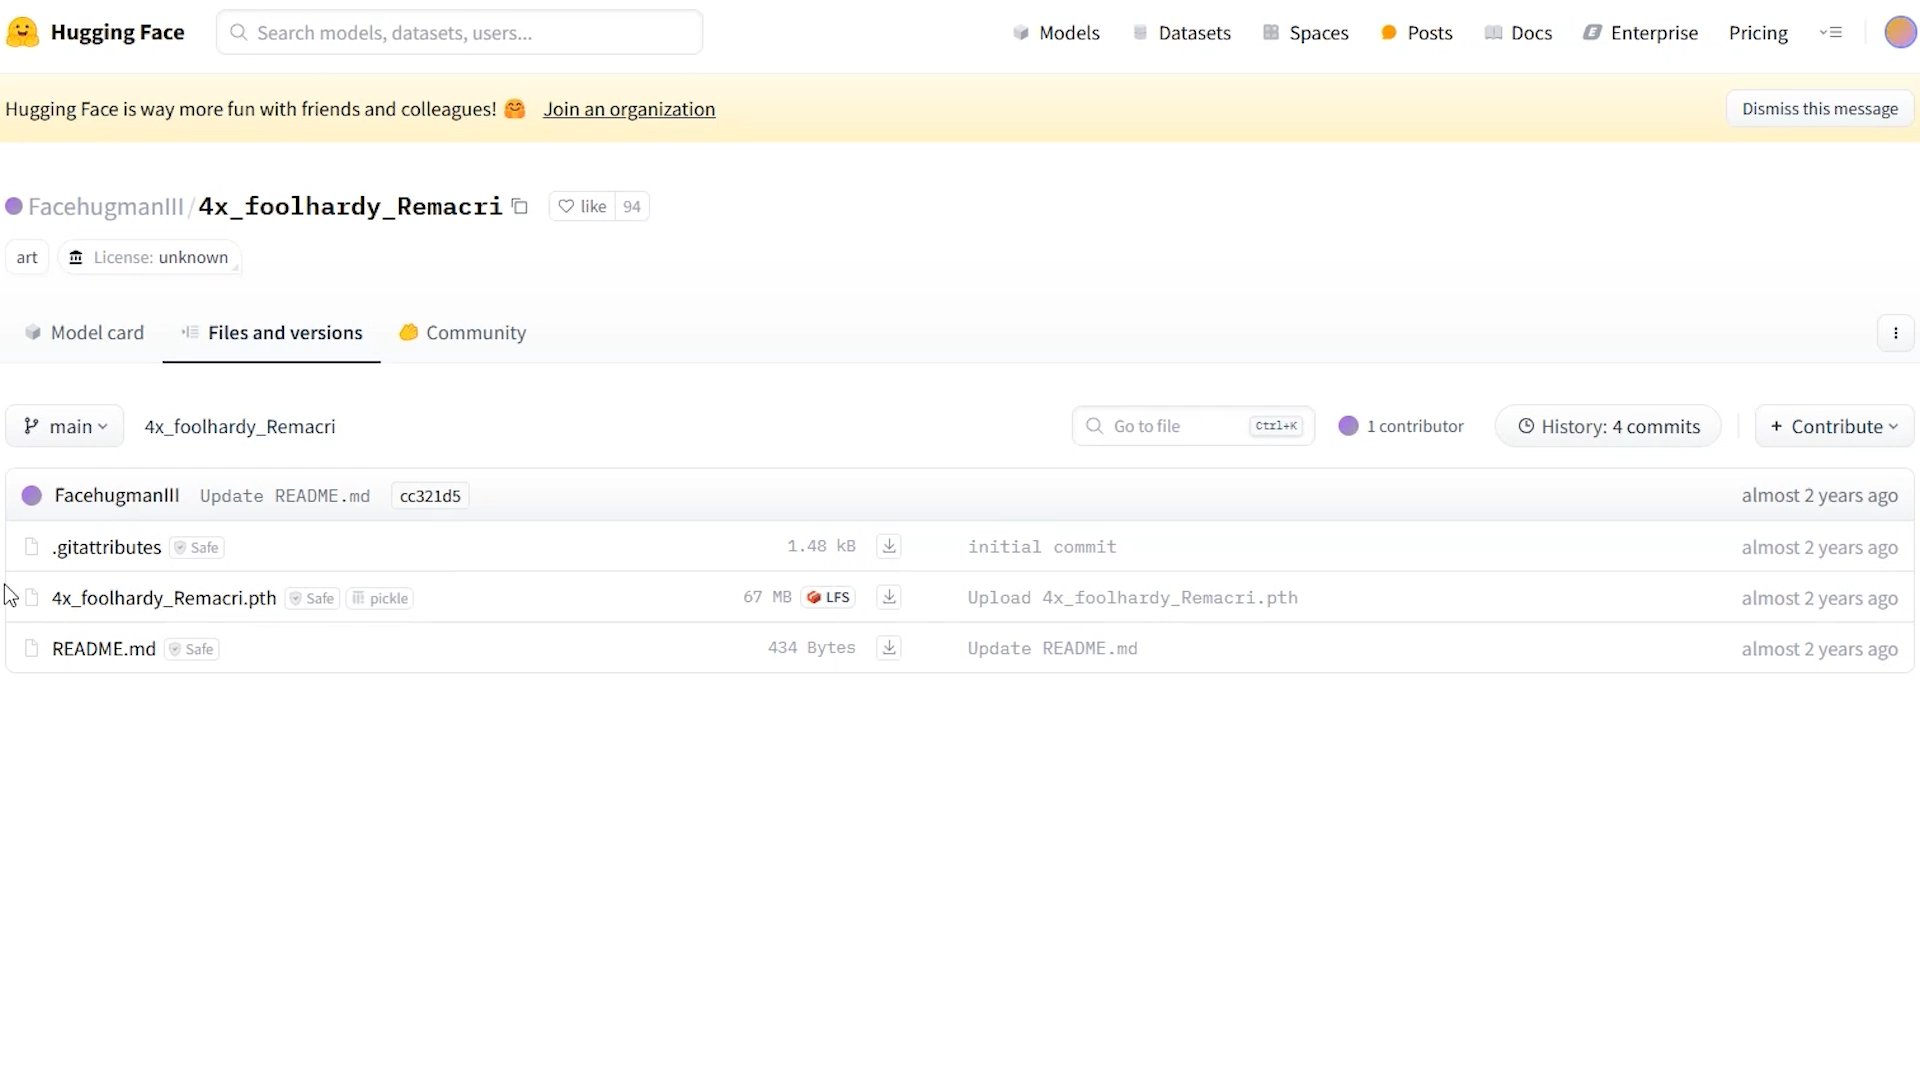 Hugging Face Search models, datasets, users... Models Datasets Spaces Posts Docs Enterprise Pricing
Hugging Face is way more fun with friends and colleagues! 🤗 Join an organization Dismiss this message
FacehugmanIII/4x_foolhardy_Remacri like 94
art License: unknown
Model card Files and versions Community
main 4x_foolhardy_Remacri Go to file Ctrl+K 1 contributor History: 4 commits + Contribute
FacehugmanIII Update README.md cc321d5 almost 2 years ago
.gitattributes Safe 1.48 kB initial commit almost 2 years ago
4x_foolhardy_Remacri.pth Safe pickle 67 MB LFS Upload 4x_foolhardy_Remacri.pth almost 2 years ago
README.md Safe 434 Bytes Update README.md almost 2 years ago